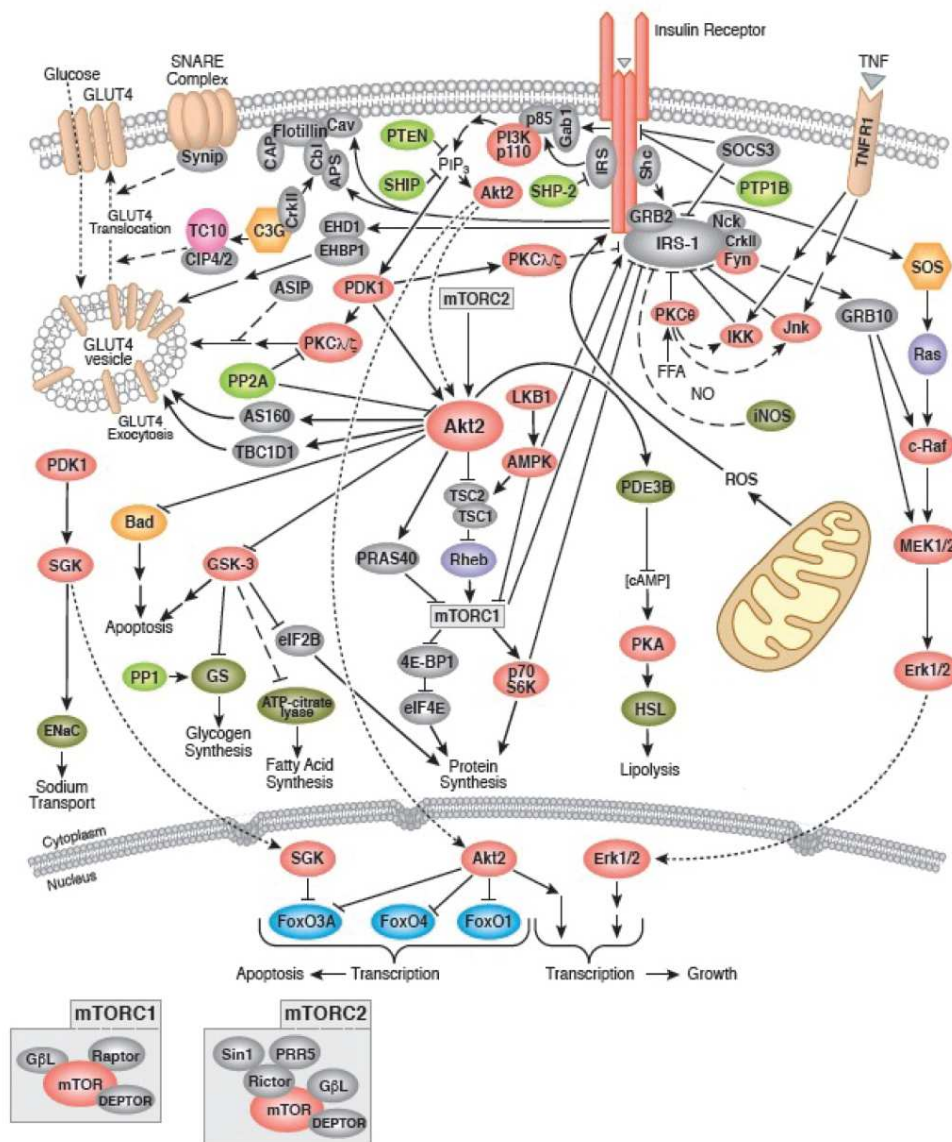 Insulin Receptor
TNF
SNARE
Complex
Glucose
GLUT4
TNFR1
Synip
CAP
Flotillin
Cav
Cbl
APS
CrkII
C3G
TC10
CIP4/2
GLUT4
Translocation
PTEN
SHIP
PIP3
p85
PI3K
p110
Gab1
Akt2
SHP-2
IRS
Shc
SOCS3
PTP1B
GRB2
IRS-1
Nck
CrkII
Fyn
SOS
EHD1
EHBP1
ASIP
PDK1
PKCλ/ζ
mTORC2
PKCλ/ζ
PKCθ
FFA
IKK
Jnk
GRB10
Ras
NO
iNOS
GLUT4
vesicle
PP2A
GLUT4
Exocytosis
AS160
TBC1D1
Akt2
LKB1
AMPK
c-Raf
PDK1
SGK
Bad
GSK-3
Apoptosis
TSC2
TSC1
PRAS40
Rheb
mTORC1
PDE3B
ROS
MEK1/2
[cAMP]
PKA
HSL
Lipolysis
Erk1/2
eIF2B
PP1
GS
Glycogen
Synthesis
ATP-citrate
lyase
Fatty Acid
Synthesis
4E-BP1
eIF4E
p70
S6K
Protein
Synthesis
ENaC
Sodium
Transport
Cytoplasm
Nucleus
SGK
Akt2
Erk1/2
FoxO3A
FoxO4
FoxO1
Apoptosis
Transcription
Transcription
Growth
mTORC1
GβL
Raptor
mTOR
DEPTOR
mTORC2
Sin1
PRR5
Rictor
GβL
mTOR
DEPTOR